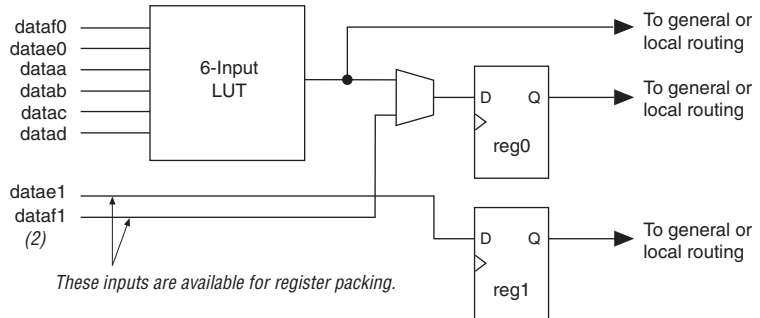 dataf0
datae0
dataa
datab
datac
datad
6-Input
LUT
To general or
local routing
D Q
reg0
To general or
local routing
datae1
dataf1
(2)
D Q
reg1
To general or
local routing
These inputs are available for register packing.